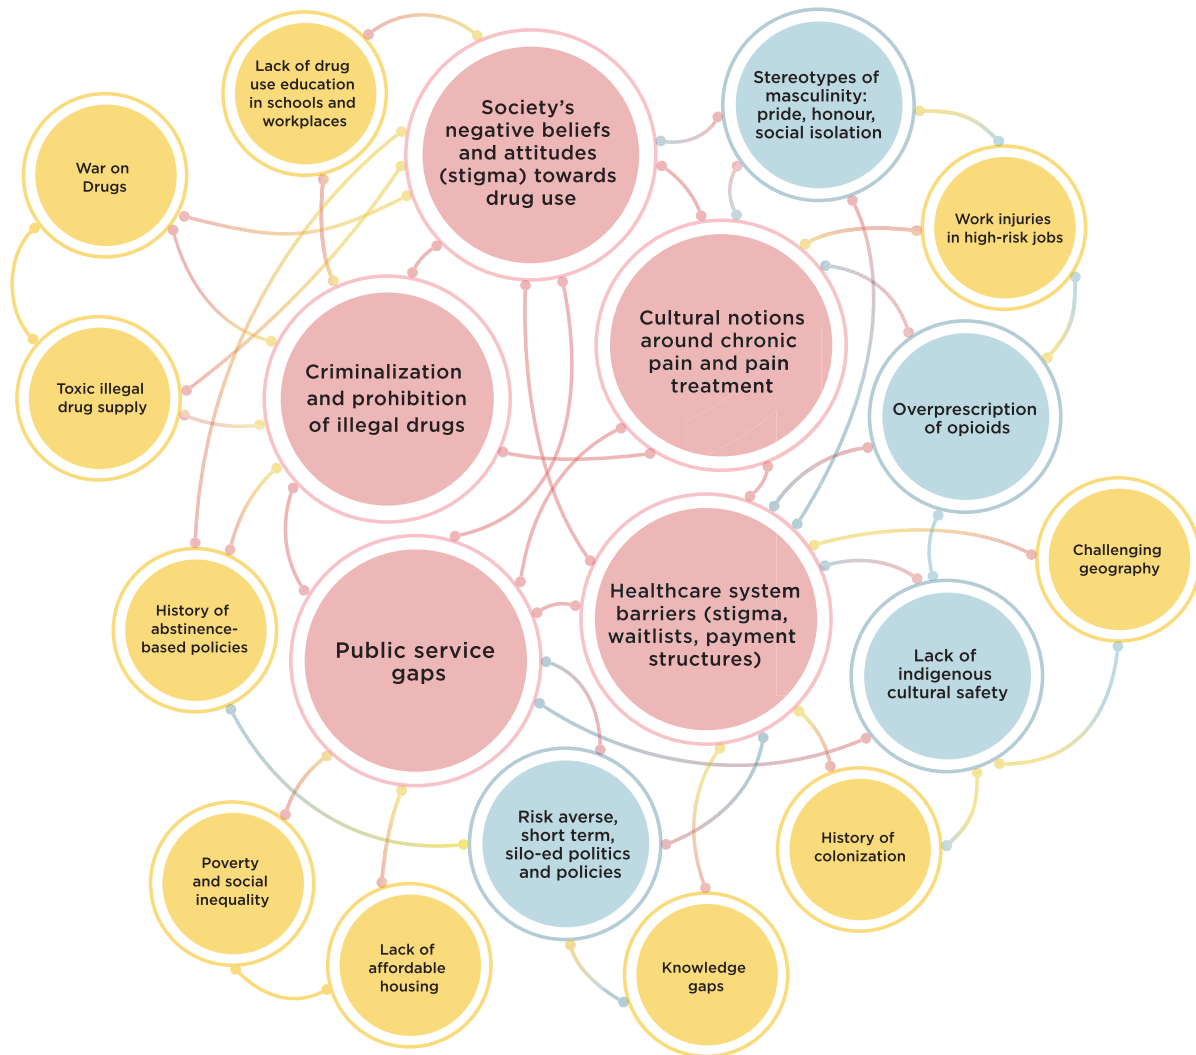 Lack of drug
use education
in schools and
workplaces
Society's
negative beliefs
and attitudes
(stigma) towards
drug use
Stereotypes of
masculinity:
pride, honour,
social isolation
War on
Drugs
Work injuries
in high-risk jobs
Cultural notions
around chronic
pain and pain
treatment
Criminalization
and prohibition
of illegal drugs
Toxic illegal
drug supply
Overprescription
of opioids
Challenging
geography
History of
abstinence-
based policies
Public service
gaps
Healthcare system
barriers (stigma,
waitlists, payment
structures)
Lack of
indigenous
cultural safety
Risk averse,
short term,
silo-ed politics
and policies
History of
colonization
Poverty
and social
inequality
Lack of
affordable
housing
Knowledge
gaps